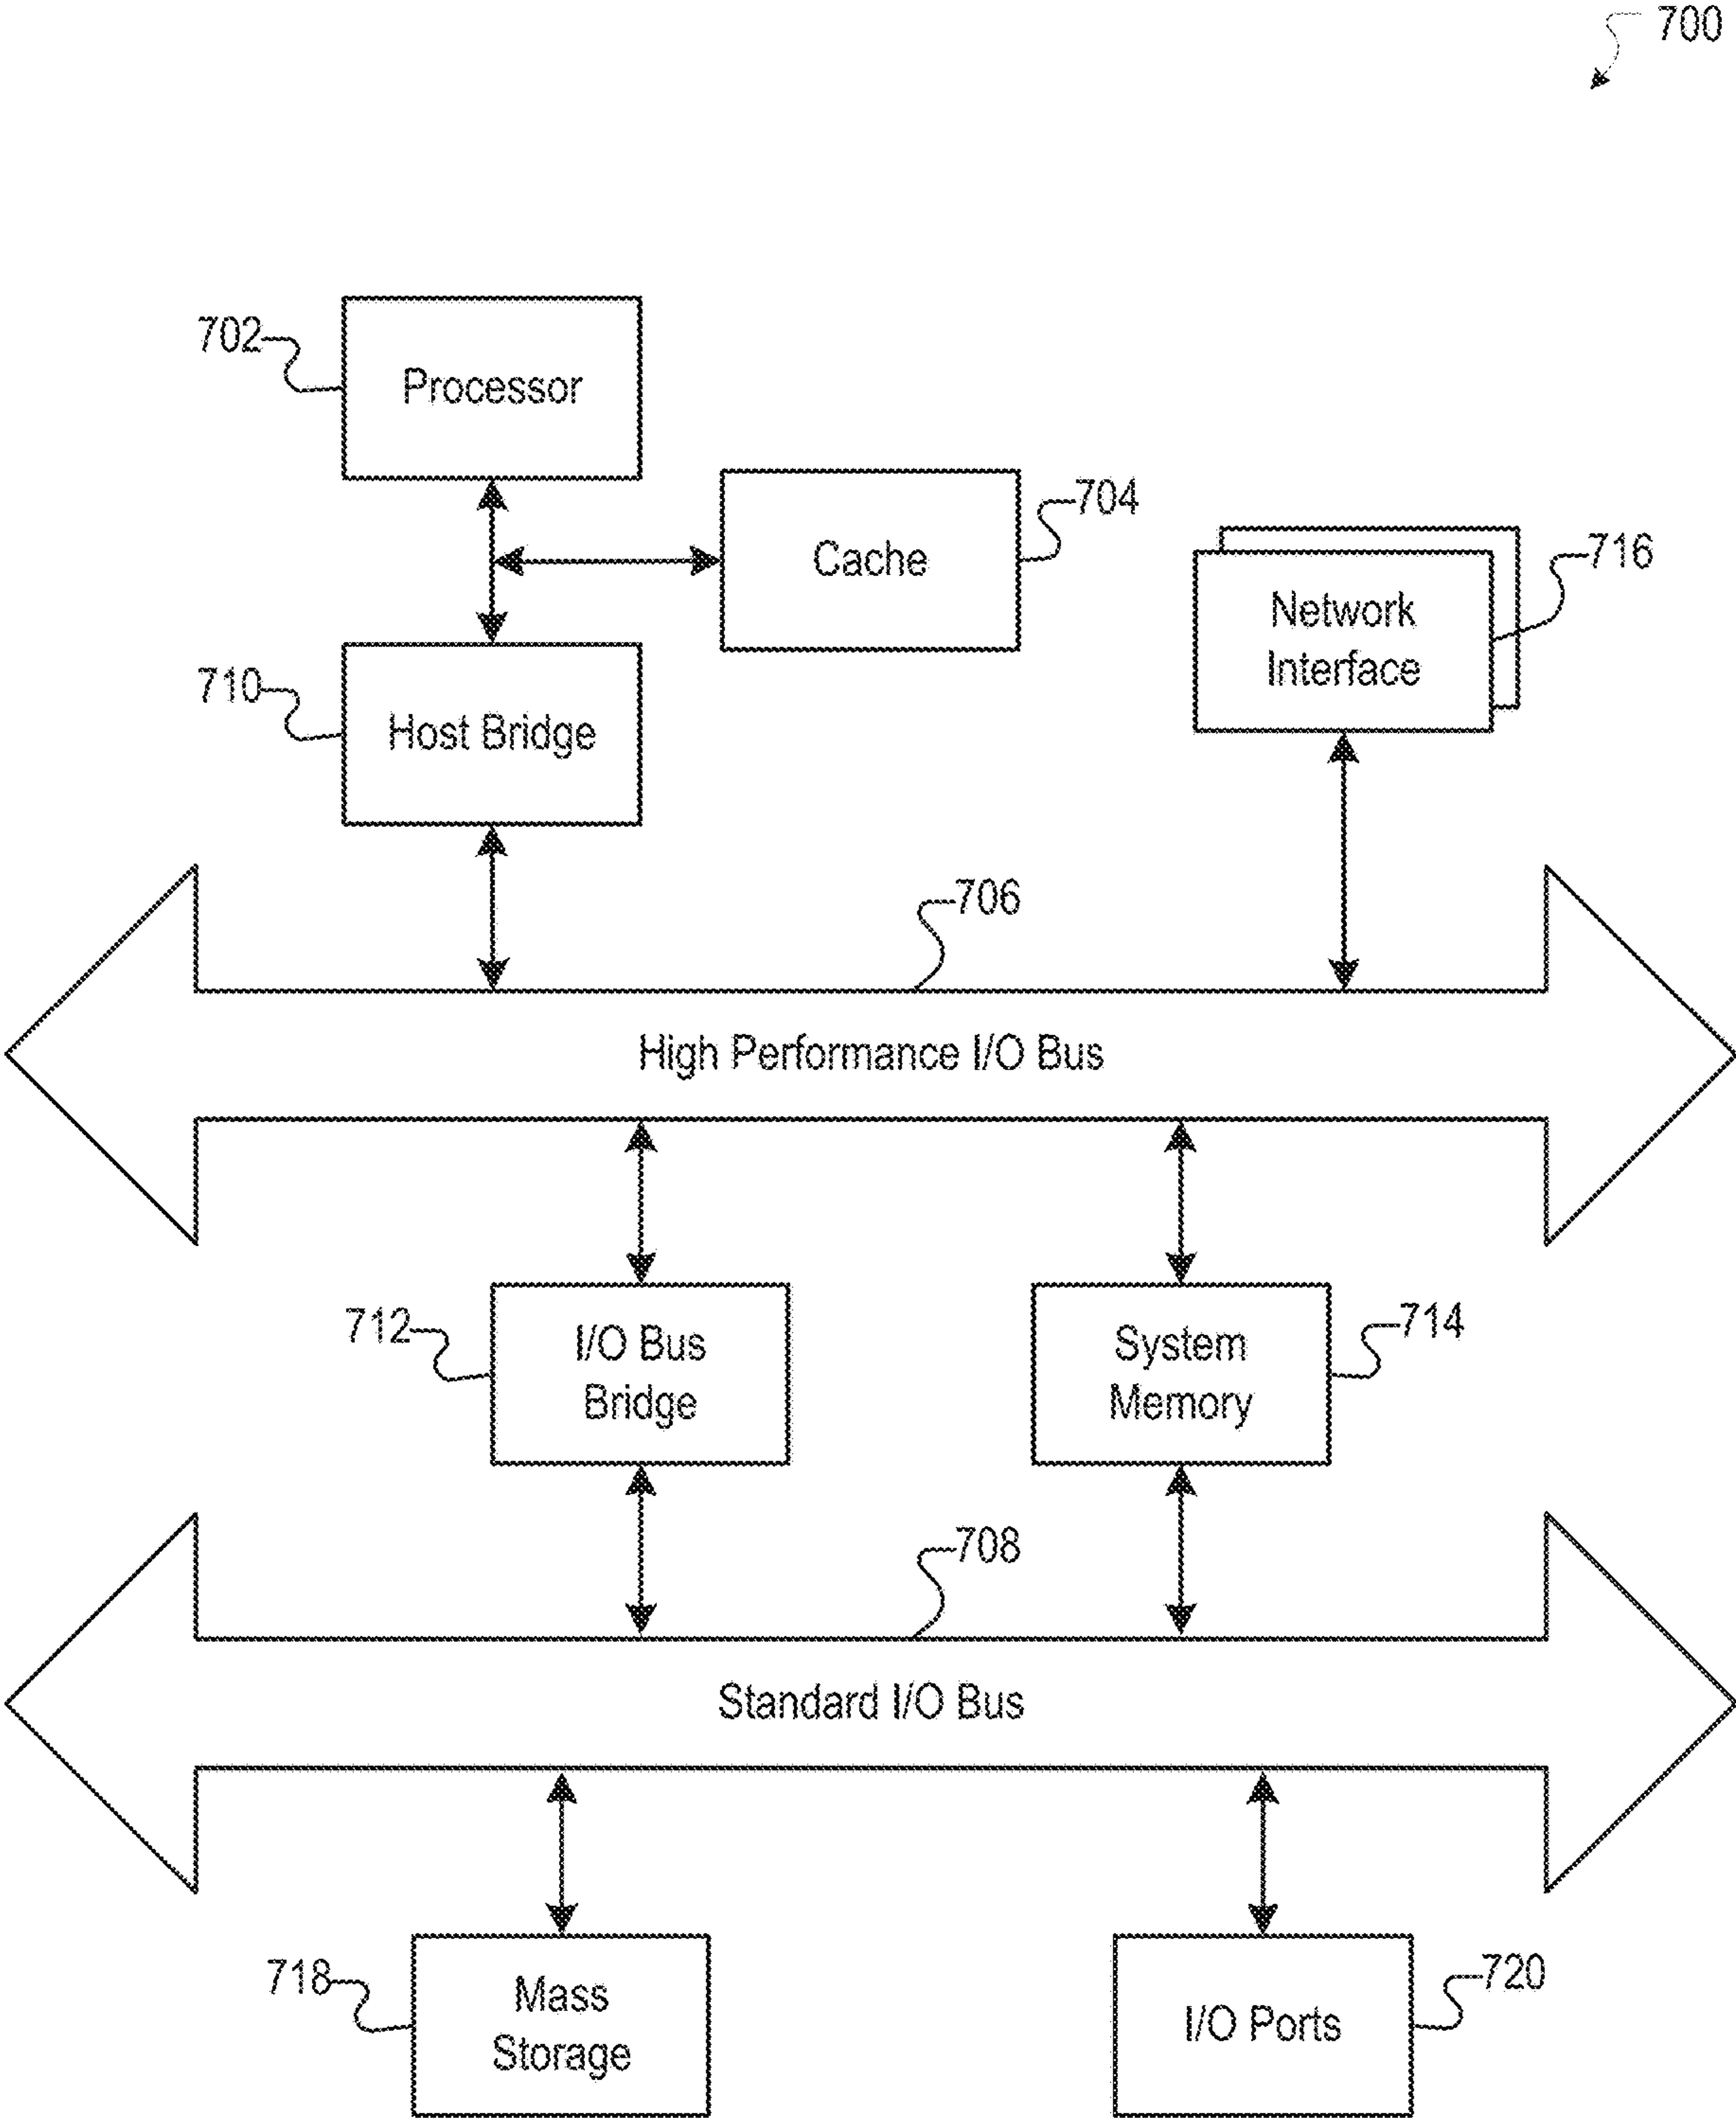 700
702
Processor
704
Cache
716
Network
Interface
710
Host Bridge
706
High Performance I/O Bus
712
I/O Bus
Bridge
714
System
Memory
708
Standard I/O Bus
718
Mass
Storage
720
I/O Ports